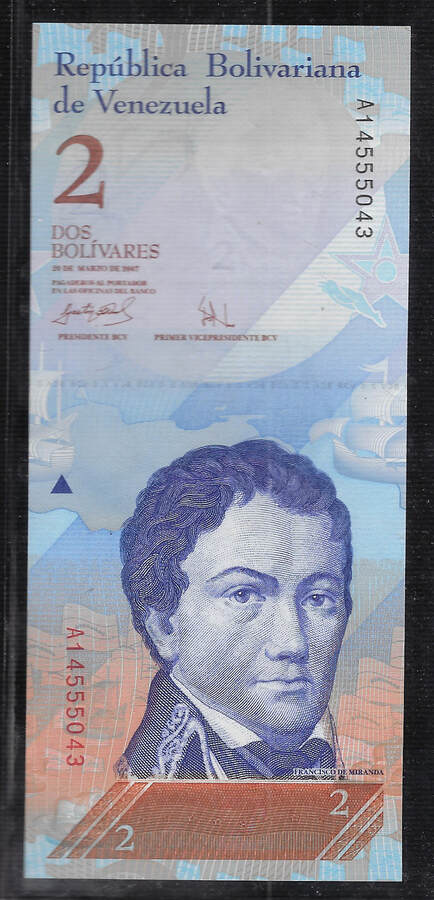 República Bolivariana
de Venezuela
A14555043
2
DOS
BOLÍVARES
20 DE MARZO DE 2007
PAGADEROS AL PORTADOR
EN LAS OFICINAS DEL BANCO
PRESIDENTE BCV
PRIMER VICEPRESIDENTE BCV
A14555043
FRANCISCO DE MIRANDA
2
2